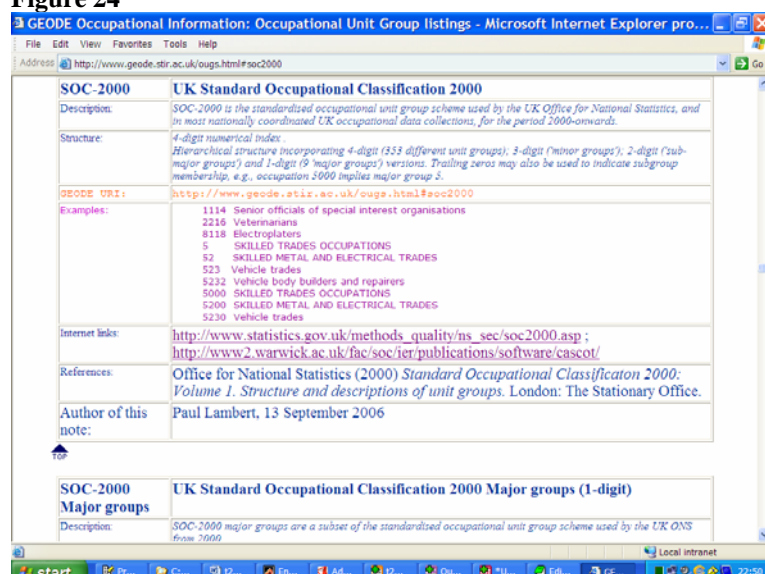 Figure 24
GEODE Occupational Information: Occupational Unit Group listings - Microsoft Internet Explorer pro...
File Edit View Favorites Tools Help
Address http://www.geode.stir.ac.uk/ougs.html#soc2000 Go
SOC-2000 UK Standard Occupational Classification 2000
Description: SOC-2000 is the standardised occupational unit group scheme used by the UK Office for National Statistics, and
in most nationally coordinated UK occupational data collections, for the period 2000-onwards.
Structure: 4-digit numerical index .
Hierarchical structure incorporating 4-digit (353 different unit groups); 3-digit ('minor groups'); 2-digit ('sub-
major groups') and 1-digit (9 'major groups') versions. Trailing zeros may also be used to indicate subgroup
membership, e.g., occupation 5000 implies major group 5.
GEODE URI: http://www.geode.stir.ac.uk/ougs.html#soc2000
Examples: 1114 Senior officials of special interest organisations
2216 Veterinarians
8118 Electroplaters
5 SKILLED TRADES OCCUPATIONS
52 SKILLED METAL AND ELECTRICAL TRADES
523 Vehicle trades
5232 Vehicle body builders and repairers
5000 SKILLED TRADES OCCUPATIONS
5200 SKILLED METAL AND ELECTRICAL TRADES
5230 Vehicle trades
Internet links: http://www.statistics.gov.uk/methods_quality/ns_sec/soc2000.asp ;
http://www2.warwick.ac.uk/fac/soc/ier/publications/software/cascot/
References: Office for National Statistics (2000) Standard Occupational Classificaton 2000:
Volume 1. Structure and descriptions of unit groups. London: The Stationary Office.
Author of this Paul Lambert, 13 September 2006
note:
TOP
SOC-2000 UK Standard Occupational Classification 2000 Major groups (1-digit)
Major groups
Description: SOC-2000 major groups are a subset of the standardised occupational unit group scheme used by the UK ONS
from 2000
Local intranet
start Pr... C:... t2... En... Ad... t2... Ou... *U... Edi... GE... 22:50